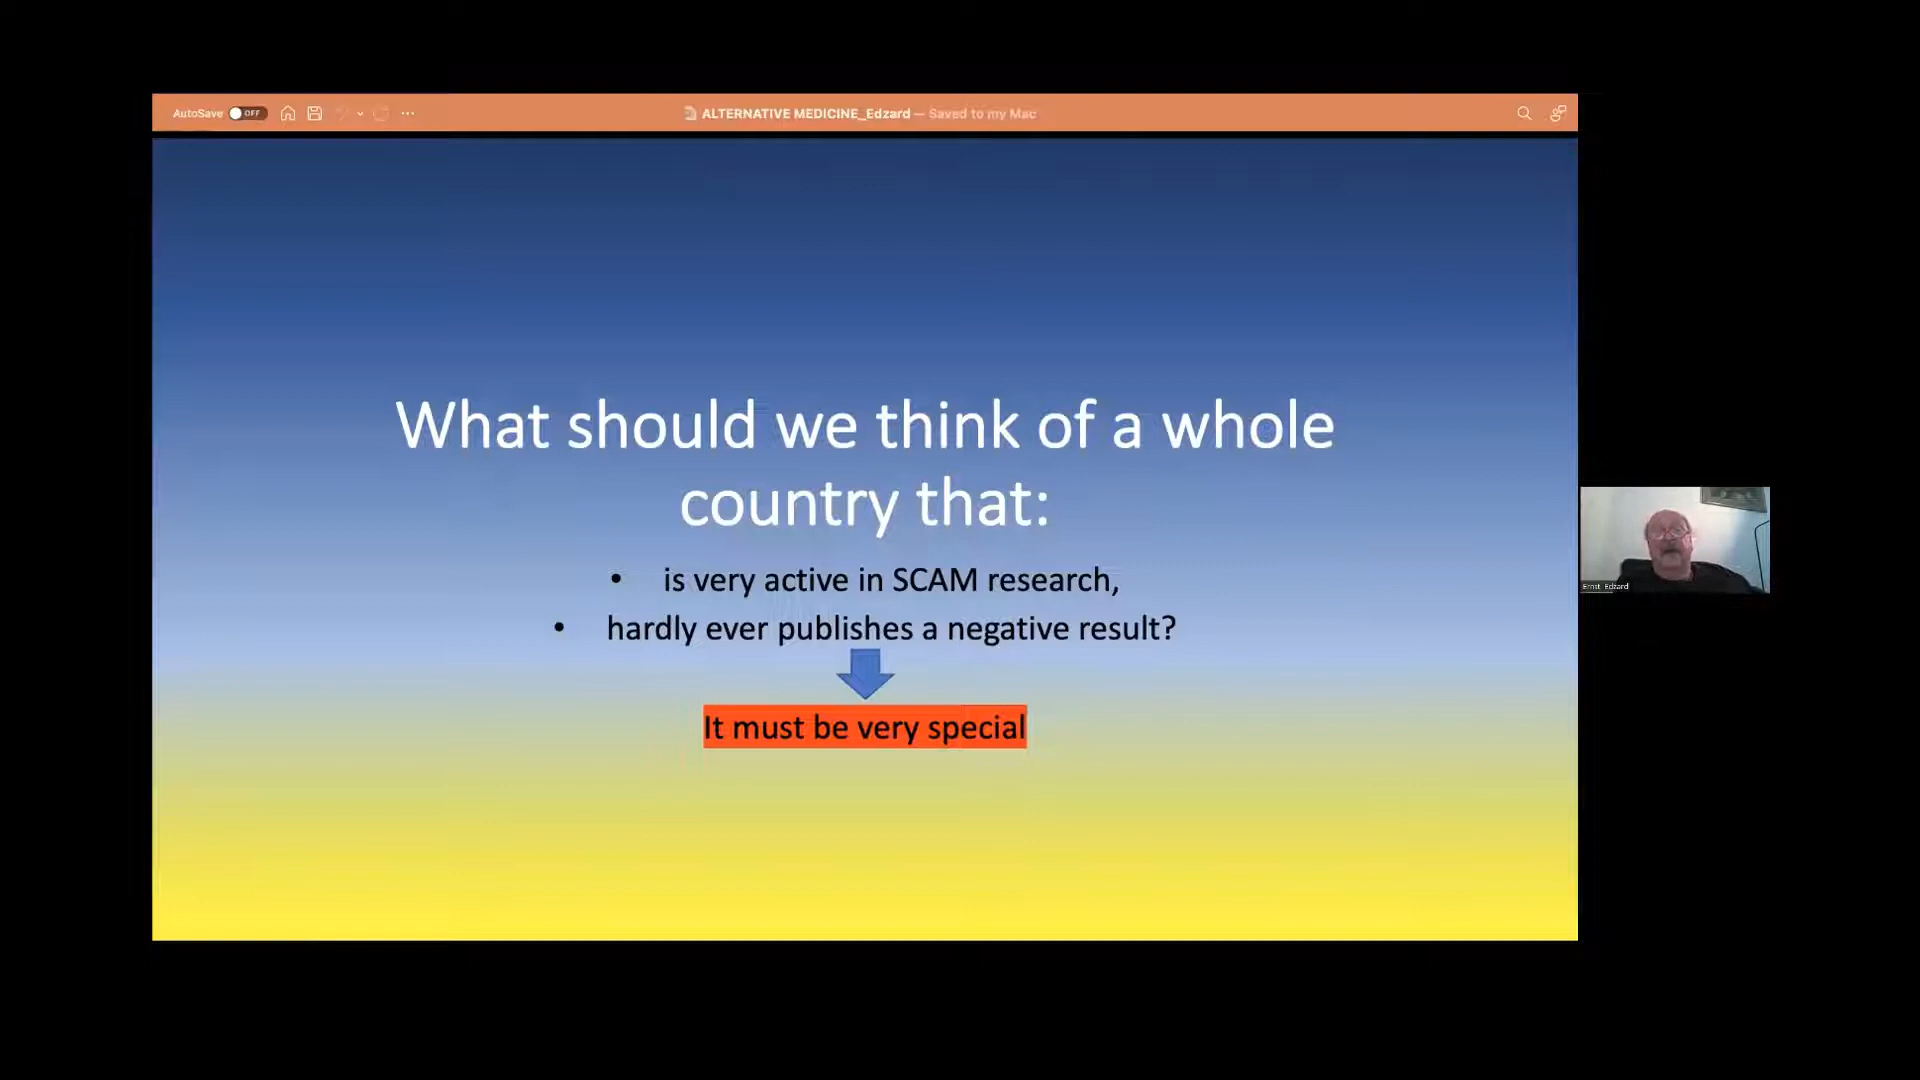 AutoSave OFF
ALTERNATIVE MEDICINE_Edzard — Saved to my Mac
What should we think of a whole
country that:
• is very active in SCAM research,
• hardly ever publishes a negative result?
It must be very special
Ernst, Edzard